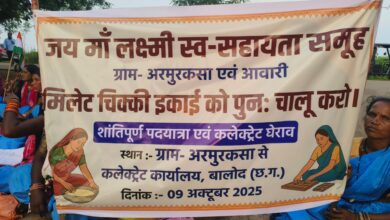 जय माँ लक्ष्मी स्व-सहायता समूह
ग्राम- अरमुरकसा एवं आवारी
मिलेट चिक्की इकाई को पुन: चालू करो।
शांतिपूर्ण पदयात्रा एवं कलेक्ट्रेट घेराव
स्थान :- ग्राम- अरमुरकसा से
कलेक्ट्रेट कार्यालय, बालोद (छ.ग.)
दिनांक :- 09 अक्टूबर 2025